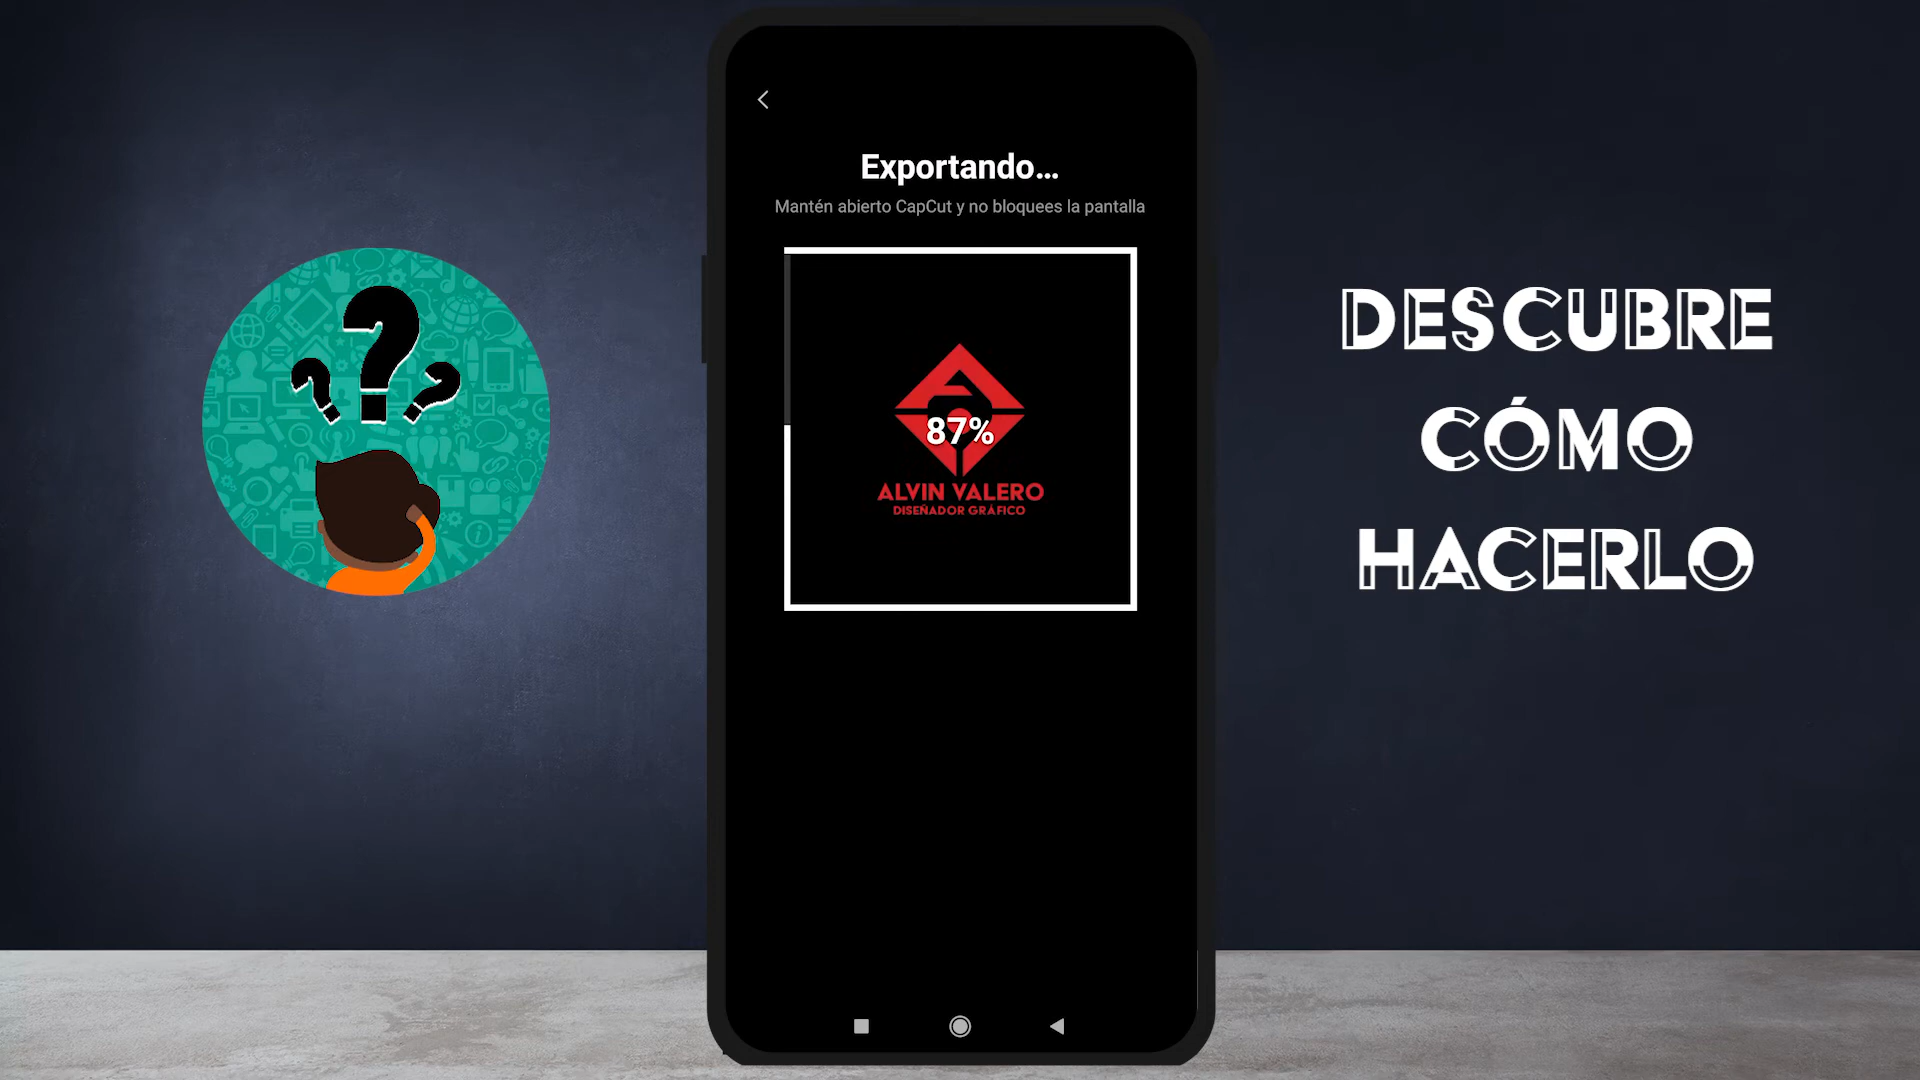 Exportando...
Mantén abierto CapCut y no bloquees la pantalla
87%
ALVIN VALERO
DISEÑADOR GRÁFICO
DESCUBRE
CÓMO
HACERLO